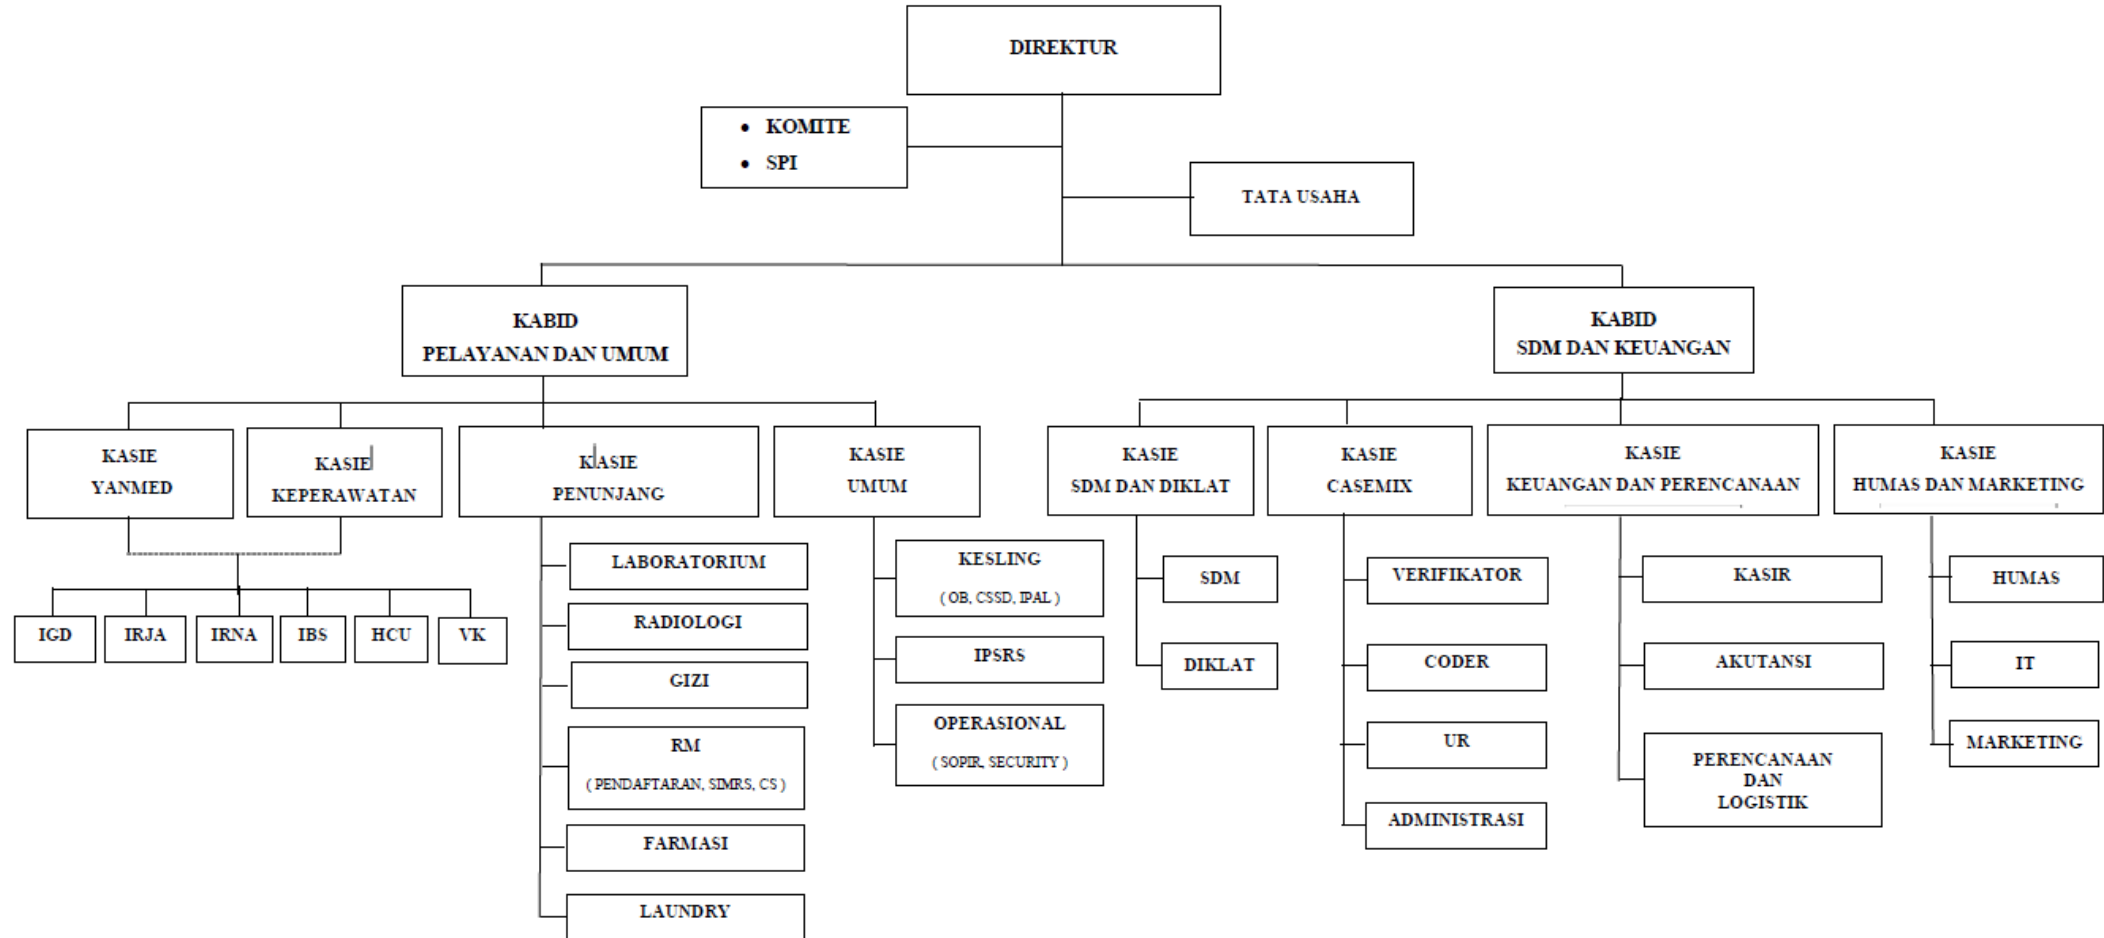 DIREKTUR
• KOMITE
• SPI
TATA USAHA
KABID
PELAYANAN DAN UMUM
KABID
SDM DAN KEUANGAN
KASIE
YANMED
KASIE
KEPERAWATAN
KASIE
PENUNJANG
KASIE
UMUM
KASIE
SDM DAN DIKLAT
KASIE
CASEMIX
KASIE
KEUANGAN DAN PERENCANAAN
KASIE
HUMAS DAN MARKETING
IGD
IRJA
IRNA
IBS
HCU
VK
LABORATORIUM
RADIOLOGI
GIZI
RM
( PENDAFTARAN, SIMRS, CS )
FARMASI
LAUNDRY
KESLING
( OB, CSSD, IPAL )
IPSRS
OPERASIONAL
( SOPIR, SECURITY )
SDM
DIKLAT
VERIFIKATOR
CODER
UR
ADMINISTRASI
KASIR
AKUTANSI
PERENCANAAN
DAN
LOGISTIK
HUMAS
IT
MARKETING